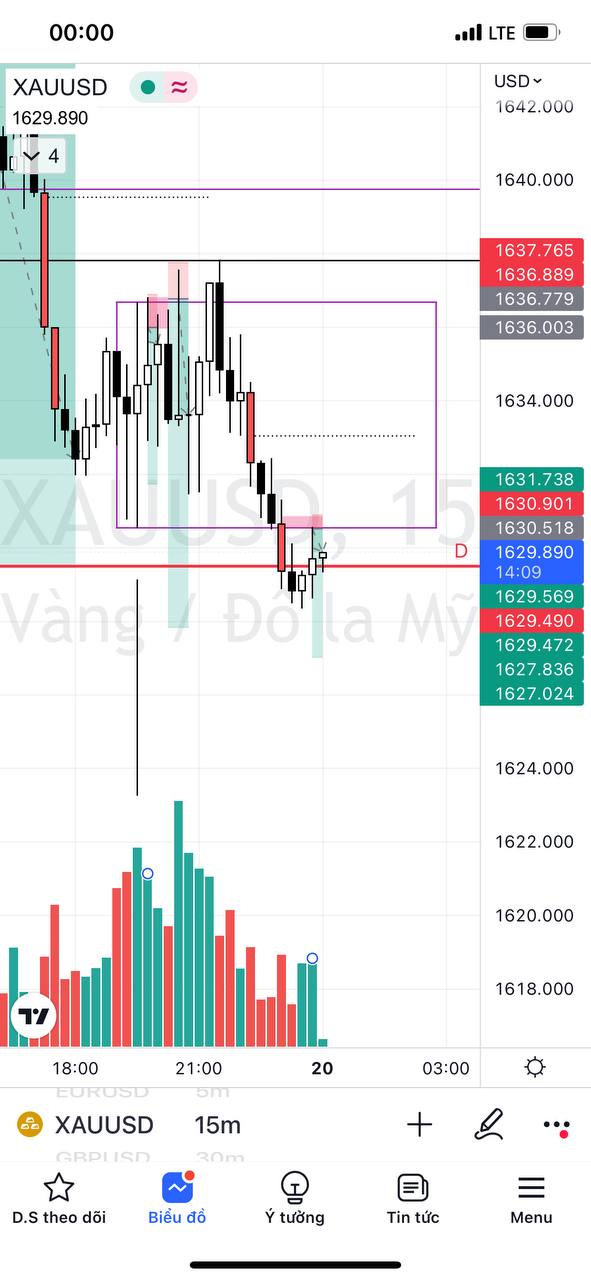 00:00
LTE
XAUUSD
USD
1629.890
4
1642.000
1640.000
1637.765
1636.889
1636.779
1636.003
1634.000
1631.738
1630.901
1630.518
XAUUSD, 15
D
1629.890
14:09
1629.569
1629.490
1629.472
1627.836
1627.024
Vàng / Đô la Mỹ
1624.000
1622.000
1620.000
1618.000
18:00 21:00 20 03:00
EURUSD 5m
XAUUSD 15m
GBPUSD 30m
D.S theo dõi Biểu đồ Ý tưởng Tin tức Menu